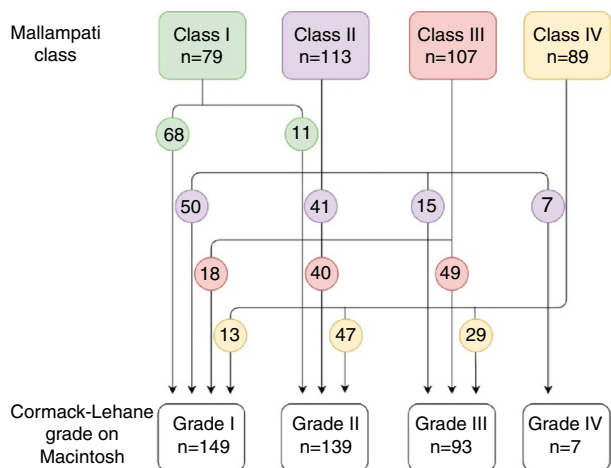 Mallampati
class
Class I
n=79
Class II
n=113
Class III
n=107
Class IV
n=89
68
11
50
41
15
7
18
40
49
13
47
29
Cormack-Lehane
grade on
Macintosh
Grade I
n=149
Grade II
n=139
Grade III
n=93
Grade IV
n=7